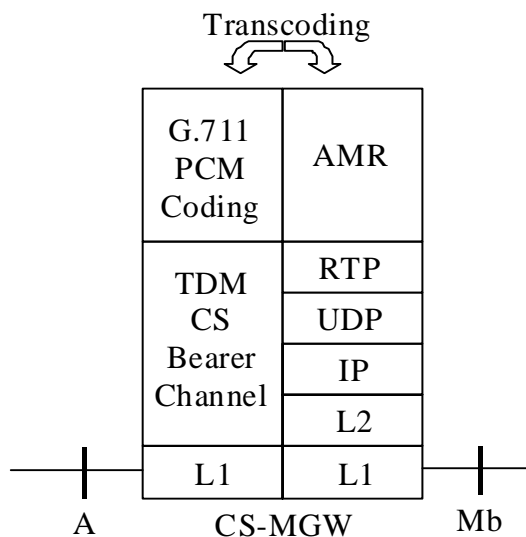 Transcoding
G.711
PCM
Coding
AMR
TDM
CS
Bearer
Channel
RTP
UDP
IP
L2
L1
L1
A
CS-MGW
Mb